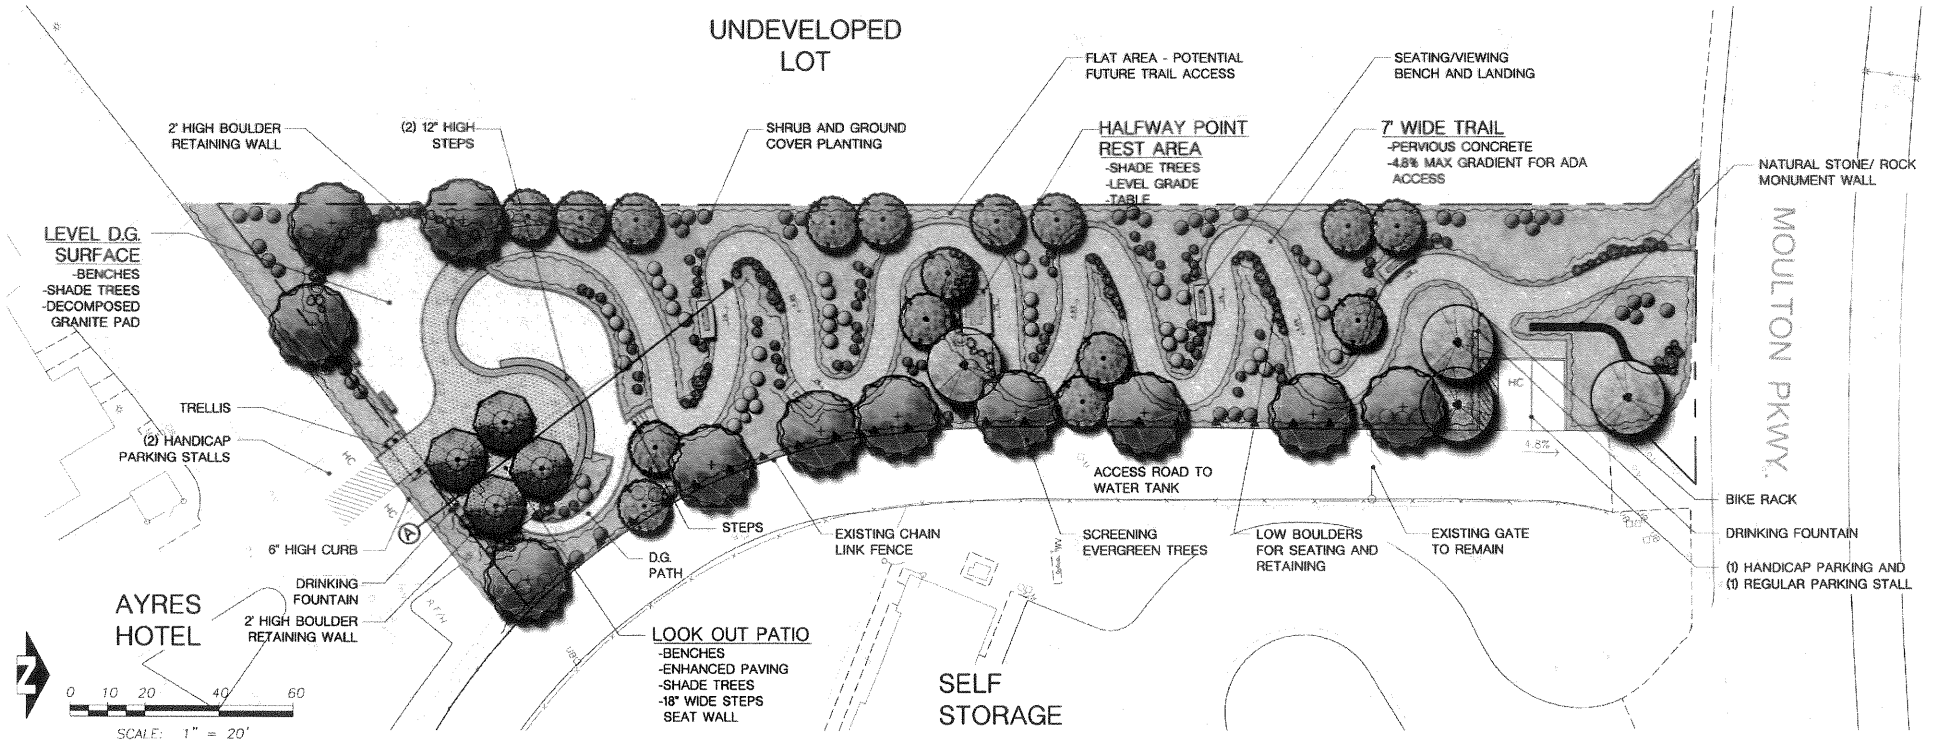 UNDEVELOPED
LOT
FLAT AREA - POTENTIAL
FUTURE TRAIL ACCESS
SEATING/VIEWING
BENCH AND LANDING
2' HIGH BOULDER
RETAINING WALL
(2) 12" HIGH
STEPS
SHRUB AND GROUND
COVER PLANTING
HALFWAY POINT
REST AREA
-SHADE TREES
-LEVEL GRADE
-TABLE
7' WIDE TRAIL
-PERVIOUS CONCRETE
-4.8% MAX GRADIENT FOR ADA
ACCESS
NATURAL STONE/ ROCK
MONUMENT WALL
LEVEL D.G.
SURFACE
-BENCHES
-SHADE TREES
-DECOMPOSED
GRANITE PAD
MOULTON PKWY.
TRELLIS
(2) HANDICAP
PARKING STALLS
HC
HC
HC
4.8%
A
6" HIGH CURB
DRINKING
FOUNTAIN
2' HIGH BOULDER
RETAINING WALL
STEPS
D.G.
PATH
EXISTING CHAIN
LINK FENCE
ACCESS ROAD TO
WATER TANK
SCREENING
EVERGREEN TREES
LOW BOULDERS
FOR SEATING AND
RETAINING
EXISTING GATE
TO REMAIN
BIKE RACK
DRINKING FOUNTAIN
(1) HANDICAP PARKING AND
(1) REGULAR PARKING STALL
AYRES
HOTEL
LOOK OUT PATIO
-BENCHES
-ENHANCED PAVING
-SHADE TREES
-18" WIDE STEPS
SEAT WALL
SELF
STORAGE
Z
0 10 20 40 60
SCALE: 1" = 20'